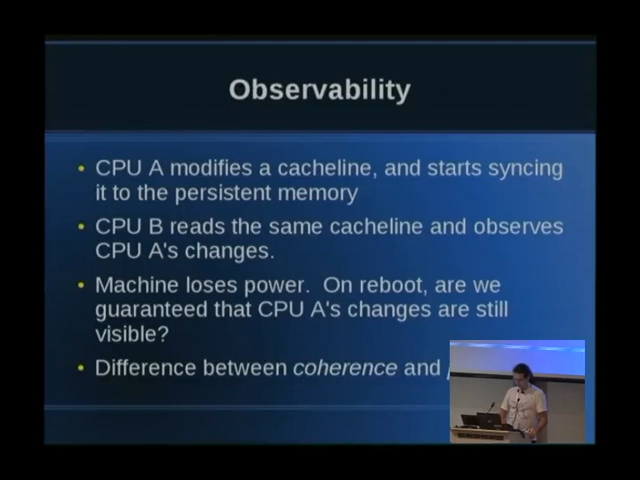 Observability
• CPU A modifies a cacheline, and starts syncing
it to the persistent memory
• CPU B reads the same cacheline and observes
CPU A's changes.
• Machine loses power.  On reboot, are we
guaranteed that CPU A's changes are still
visible?
• Difference between coherence and